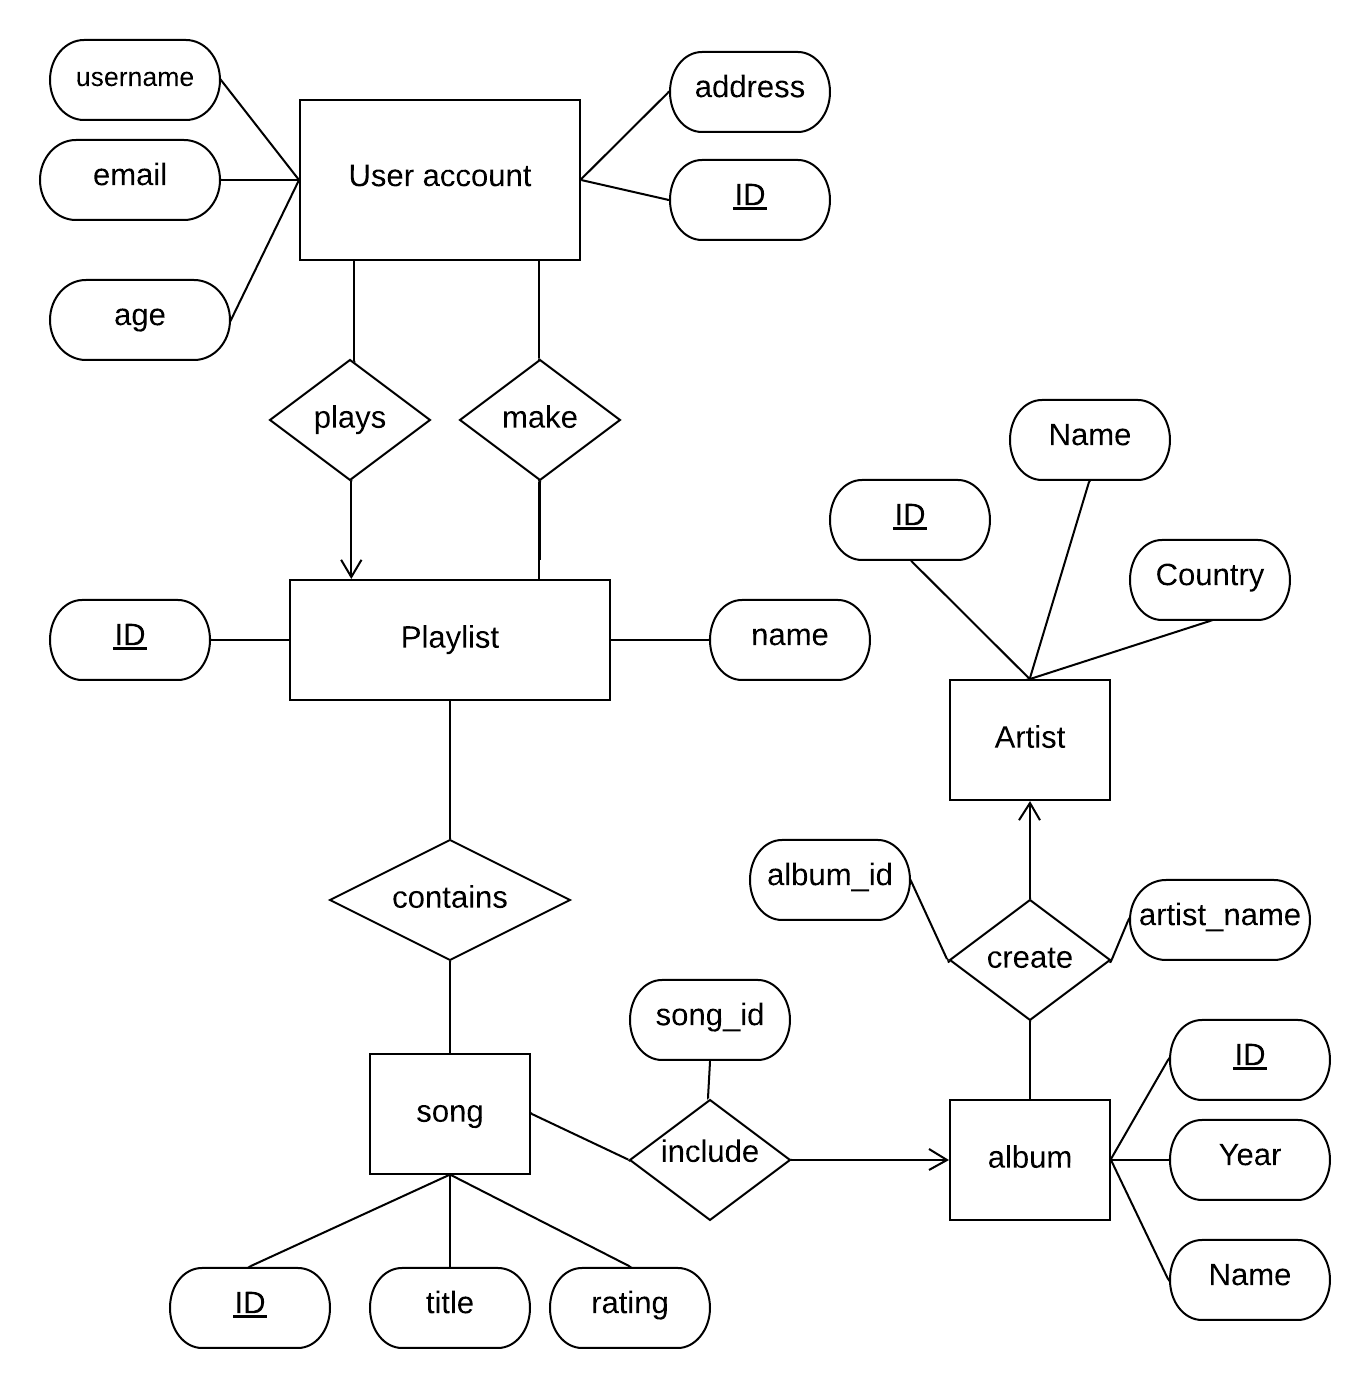 username
address
email
User account
ID
age
plays
make
Name
ID
Country
ID
Playlist
name
Artist
album_id
contains
artist_name
create
song_id
ID
song
include
album
Year
Name
ID
title
rating